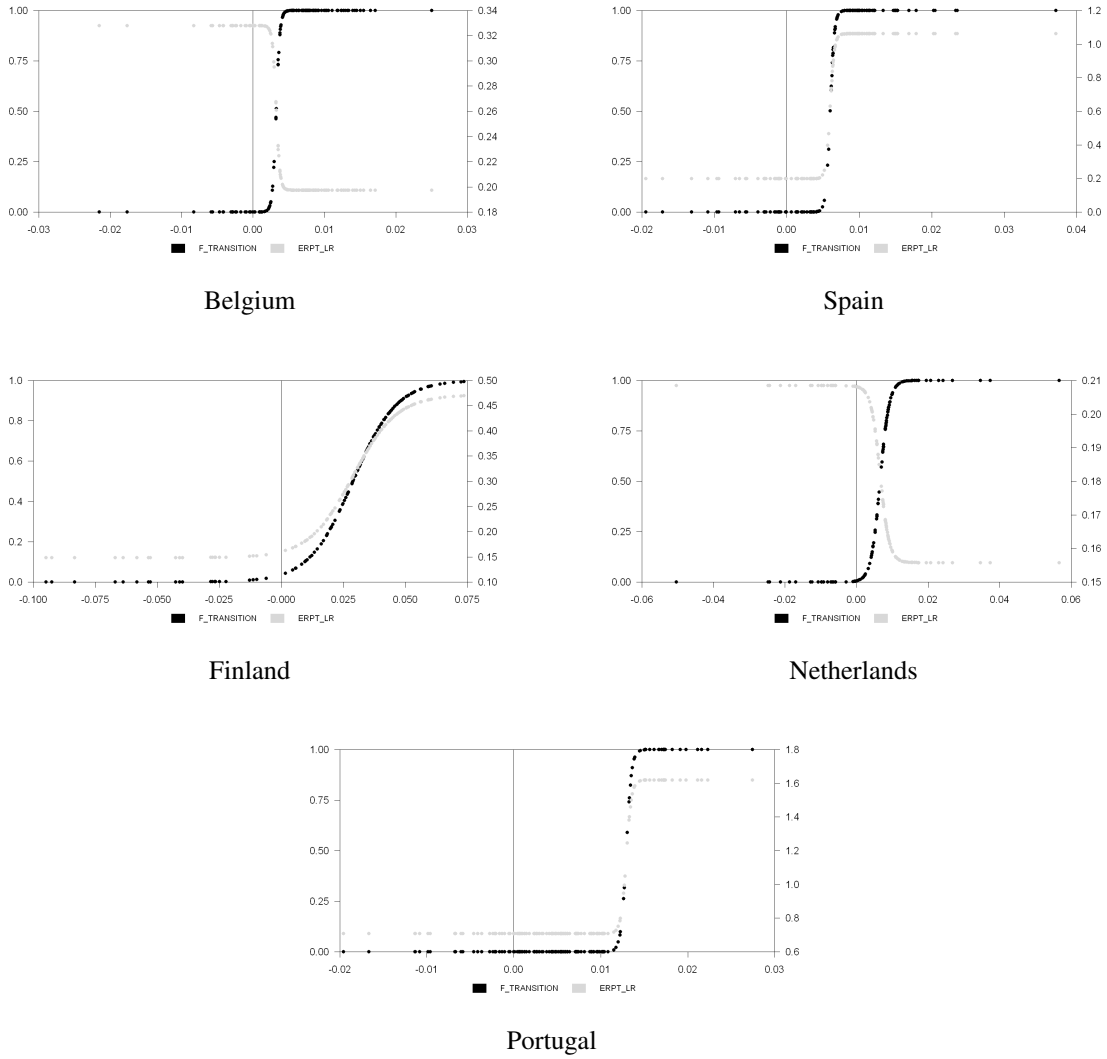 1.00 0.34
0.32
0.75 0.30
0.28
0.50 0.26
0.24
0.25 0.22
0.20
0.00 0.18
-0.03 -0.02 -0.01 0.00 0.01 0.02 0.03
F_TRANSITION ERPT_LR
Belgium
1.00 1.2
1.0
0.75 0.8
0.50 0.6
0.4
0.25 0.2
0.00 0.0
-0.02 -0.01 0.00 0.01 0.02 0.03 0.04
F_TRANSITION ERPT_LR
Spain
1.0 0.50
0.45
0.8 0.40
0.35
0.6 0.30
0.4 0.25
0.20
0.2 0.15
0.0 0.10
-0.100 -0.075 -0.050 -0.025 -0.000 0.025 0.050 0.075
F_TRANSITION ERPT_LR
Finland
1.00 0.21
0.20
0.75 0.19
0.50 0.18
0.17
0.25 0.16
0.00 0.15
-0.06 -0.04 -0.02 0.00 0.02 0.04 0.06
F_TRANSITION ERPT_LR
Netherlands
1.00 1.8
1.6
0.75 1.4
0.50 1.2
1.0
0.25 0.8
0.00 0.6
-0.02 -0.01 0.00 0.01 0.02 0.03
F_TRANSITION ERPT_LR
Portugal